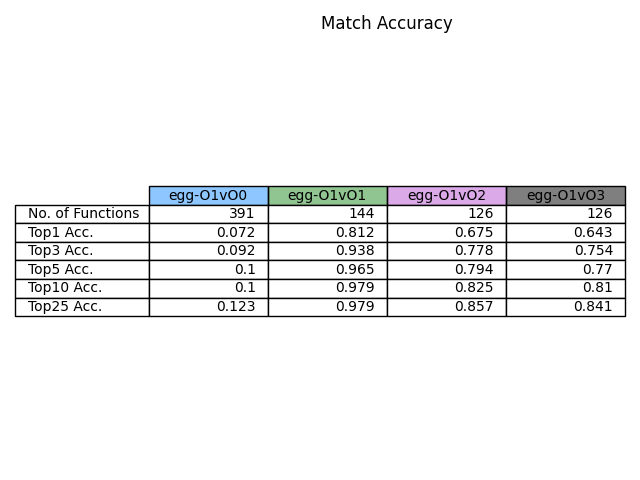 Match Accuracy
egg-O1vO0 egg-O1vO1 egg-O1vO2 egg-O1vO3
No. of Functions 391 144 126 126
Top1 Acc. 0.072 0.812 0.675 0.643
Top3 Acc. 0.092 0.938 0.778 0.754
Top5 Acc. 0.1 0.965 0.794 0.77
Top10 Acc. 0.1 0.979 0.825 0.81
Top25 Acc. 0.123 0.979 0.857 0.841